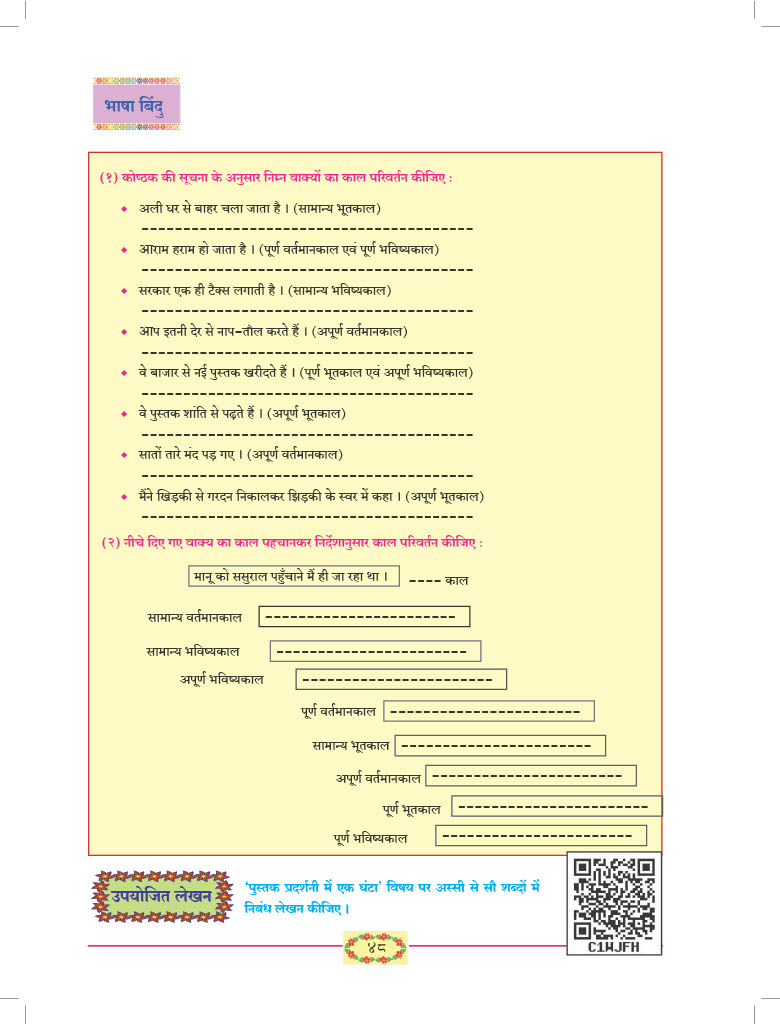 भाषा बिंदु
(१) कोष्ठक की सूचना के अनुसार निम्न वाक्यों का काल परिवर्तन कीजिए :
◆ अली घर से बाहर चला जाता है । (सामान्य भूतकाल)
----------------------------------------
◆ आराम हराम हो जाता है । (पूर्ण वर्तमानकाल एवं पूर्ण भविष्यकाल)
----------------------------------------
◆ सरकार एक ही टैक्स लगाती है । (सामान्य भविष्यकाल)
----------------------------------------
◆ आप इतनी देर से नाप-तौल करते हैं । (अपूर्ण वर्तमानकाल)
----------------------------------------
◆ वे बाजार से नई पुस्तक खरीदते हैं । (पूर्ण भूतकाल एवं अपूर्ण भविष्यकाल)
----------------------------------------
◆ वे पुस्तक शांति से पढ़ते हैं । (अपूर्ण भूतकाल)
----------------------------------------
◆ सातों तारे मंद पड़ गए । (अपूर्ण वर्तमानकाल)
----------------------------------------
◆ मैंने खिड़की से गरदन निकालकर झिड़की के स्वर में कहा । (अपूर्ण भूतकाल)
----------------------------------------
(२) नीचे दिए गए वाक्य का काल पहचानकर निर्देशानुसार काल परिवर्तन कीजिए :
मानू को ससुराल पहुँचाने मैं ही जा रहा था । ---- काल
सामान्य वर्तमानकाल -----------------------
सामान्य भविष्यकाल -----------------------
अपूर्ण भविष्यकाल -----------------------
पूर्ण वर्तमानकाल -----------------------
सामान्य भूतकाल -----------------------
अपूर्ण वर्तमानकाल -----------------------
पूर्ण भूतकाल -----------------------
पूर्ण भविष्यकाल -----------------------
उपयोजित लेखन
‘पुस्तक प्रदर्शनी में एक घंटा’ विषय पर अस्सी से सौ शब्दों में
निबंध लेखन कीजिए ।
C1WJFH
४८